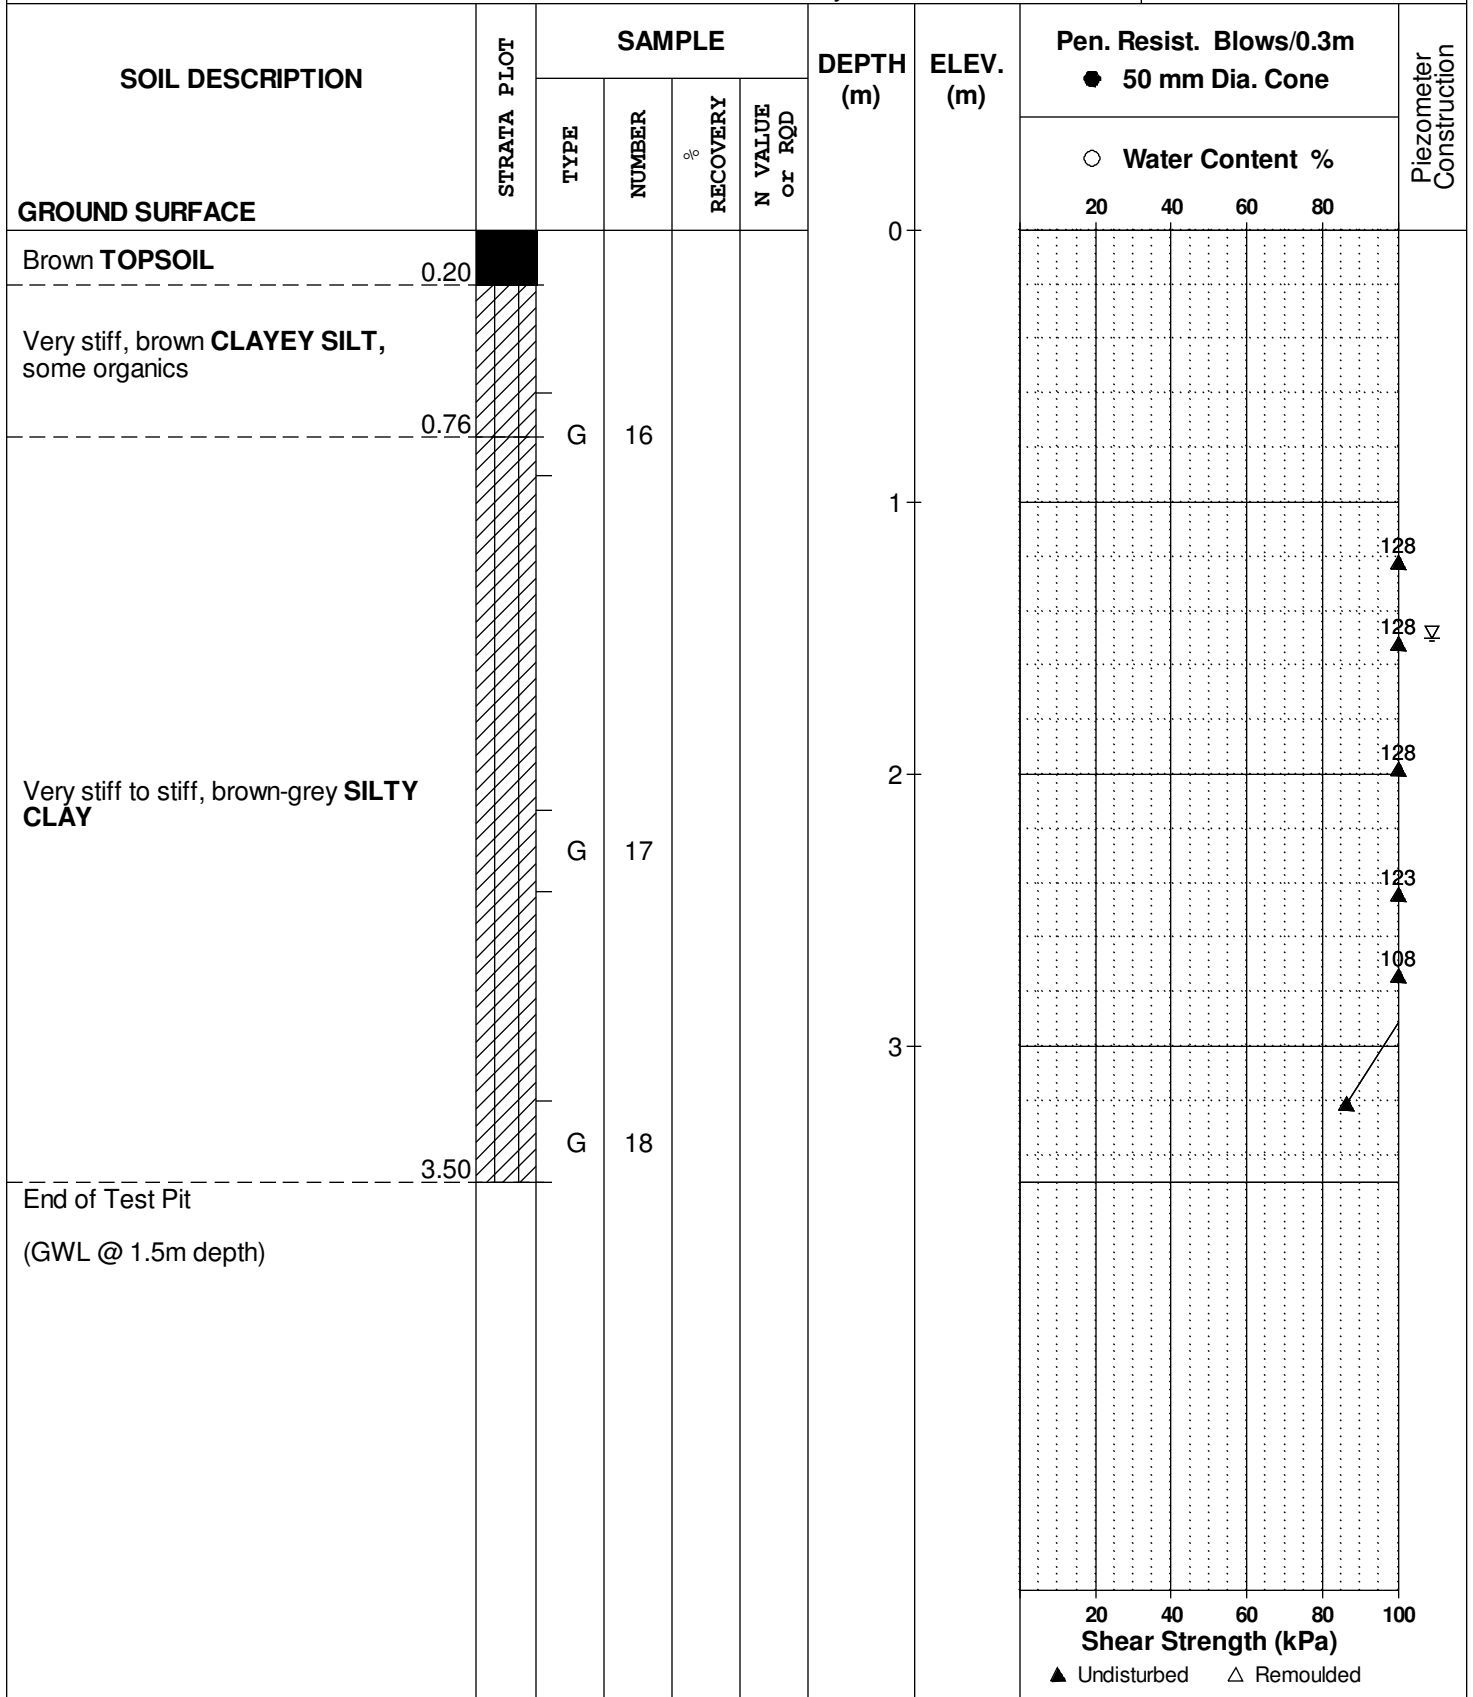 SOIL DESCRIPTION
GROUND SURFACE
STRATA PLOT
SAMPLE
TYPE
NUMBER
%
RECOVERY
N VALUE
or RQD
DEPTH
(m)
ELEV.
(m)
Pen. Resist. Blows/0.3m
● 50 mm Dia. Cone
○ Water Content %
20 40 60 80
Piezometer
Construction
0
Brown TOPSOIL
0.20
Very stiff, brown CLAYEY SILT,
some organics
0.76
G 16
1
128
128
128
2
Very stiff to stiff, brown-grey SILTY
CLAY
G 17
123
108
3
G 18
3.50
End of Test Pit
(GWL @ 1.5m depth)
20 40 60 80 100
Shear Strength (kPa)
▲ Undisturbed △ Remoulded